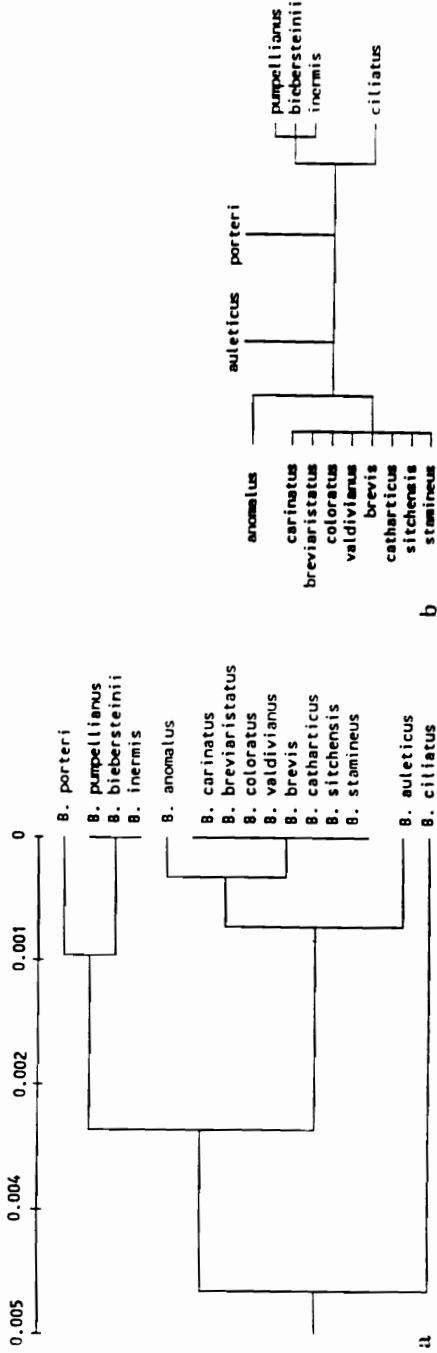 0.005
0.004
0.002
0.001
0
B. porteri
B. pumpellianus
B. biebersteinii
B. inermis
B. anomalus
B. carinatus
B. breviaristatus
B. coloratus
B. valdivianus
B. brevis
B. catharticus
B. sitchensis
B. stamineus
B. auleticus
B. ciliatus
a
anomalus
carinatus
breviaristatus
coloratus
valdivianus
brevis
catharticus
sitchensis
stamineus
auleticus
porteri
pumpellianus
biebersteinii
inermis
ciliatus
b